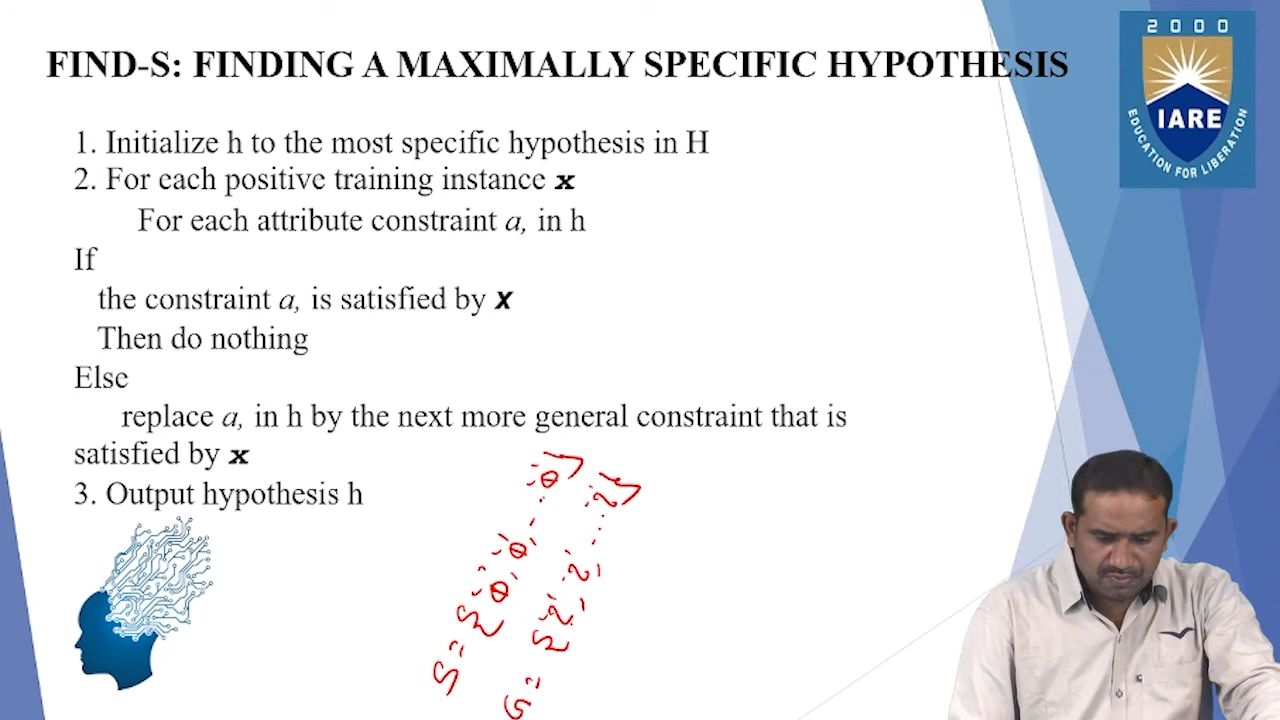 FIND-S: FINDING A MAXIMALLY SPECIFIC HYPOTHESIS
2000
IARE
EDUCATION FOR LIBERATION
1. Initialize h to the most specific hypothesis in H
2. For each positive training instance x
For each attribute constraint a, in h
If
the constraint a, is satisfied by x
Then do nothing
Else
replace a, in h by the next more general constraint that is
satisfied by x
3. Output hypothesis h